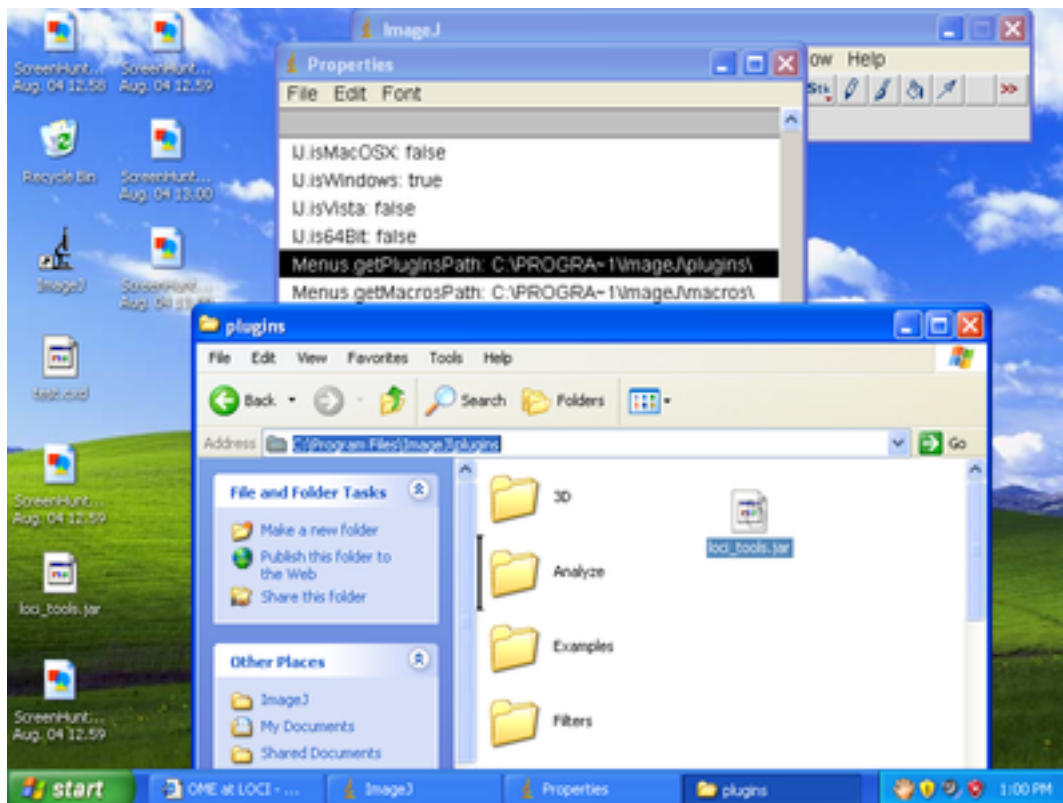 ScreenHunt...
Aug. 04 12.58
ScreenHunt...
Aug. 04 12.59
Recycle Bin
ScreenHunt...
Aug. 04 13.00
ImageJ
ScreenHunt...
Aug. 04
test.cxd
ScreenHunt...
Aug. 04 12.59
loci_tools.jar
ScreenHunt...
Aug. 04 12.59
ImageJ
ow Help
Stk
>>
Properties
File Edit Font
IJ.isMacOSX: false
IJ.isWindows: true
IJ.isVista: false
IJ.is64Bit: false
Menus.getPlugInsPath: C:\PROGRA~1\ImageJ\plugins\
Menus.getMacrosPath: C:\PROGRA~1\ImageJ\macros\
plugins
File Edit View Favorites Tools Help
Back Search Folders
Address C:\Program Files\ImageJ\plugins Go
File and Folder Tasks
Make a new folder
Publish this folder to
the Web
Share this folder
Other Places
ImageJ
My Documents
Shared Documents
3D
loci_tools.jar
Analyze
Examples
Filters
start OME at LOCI - ... ImageJ Properties plugins 1:00 PM